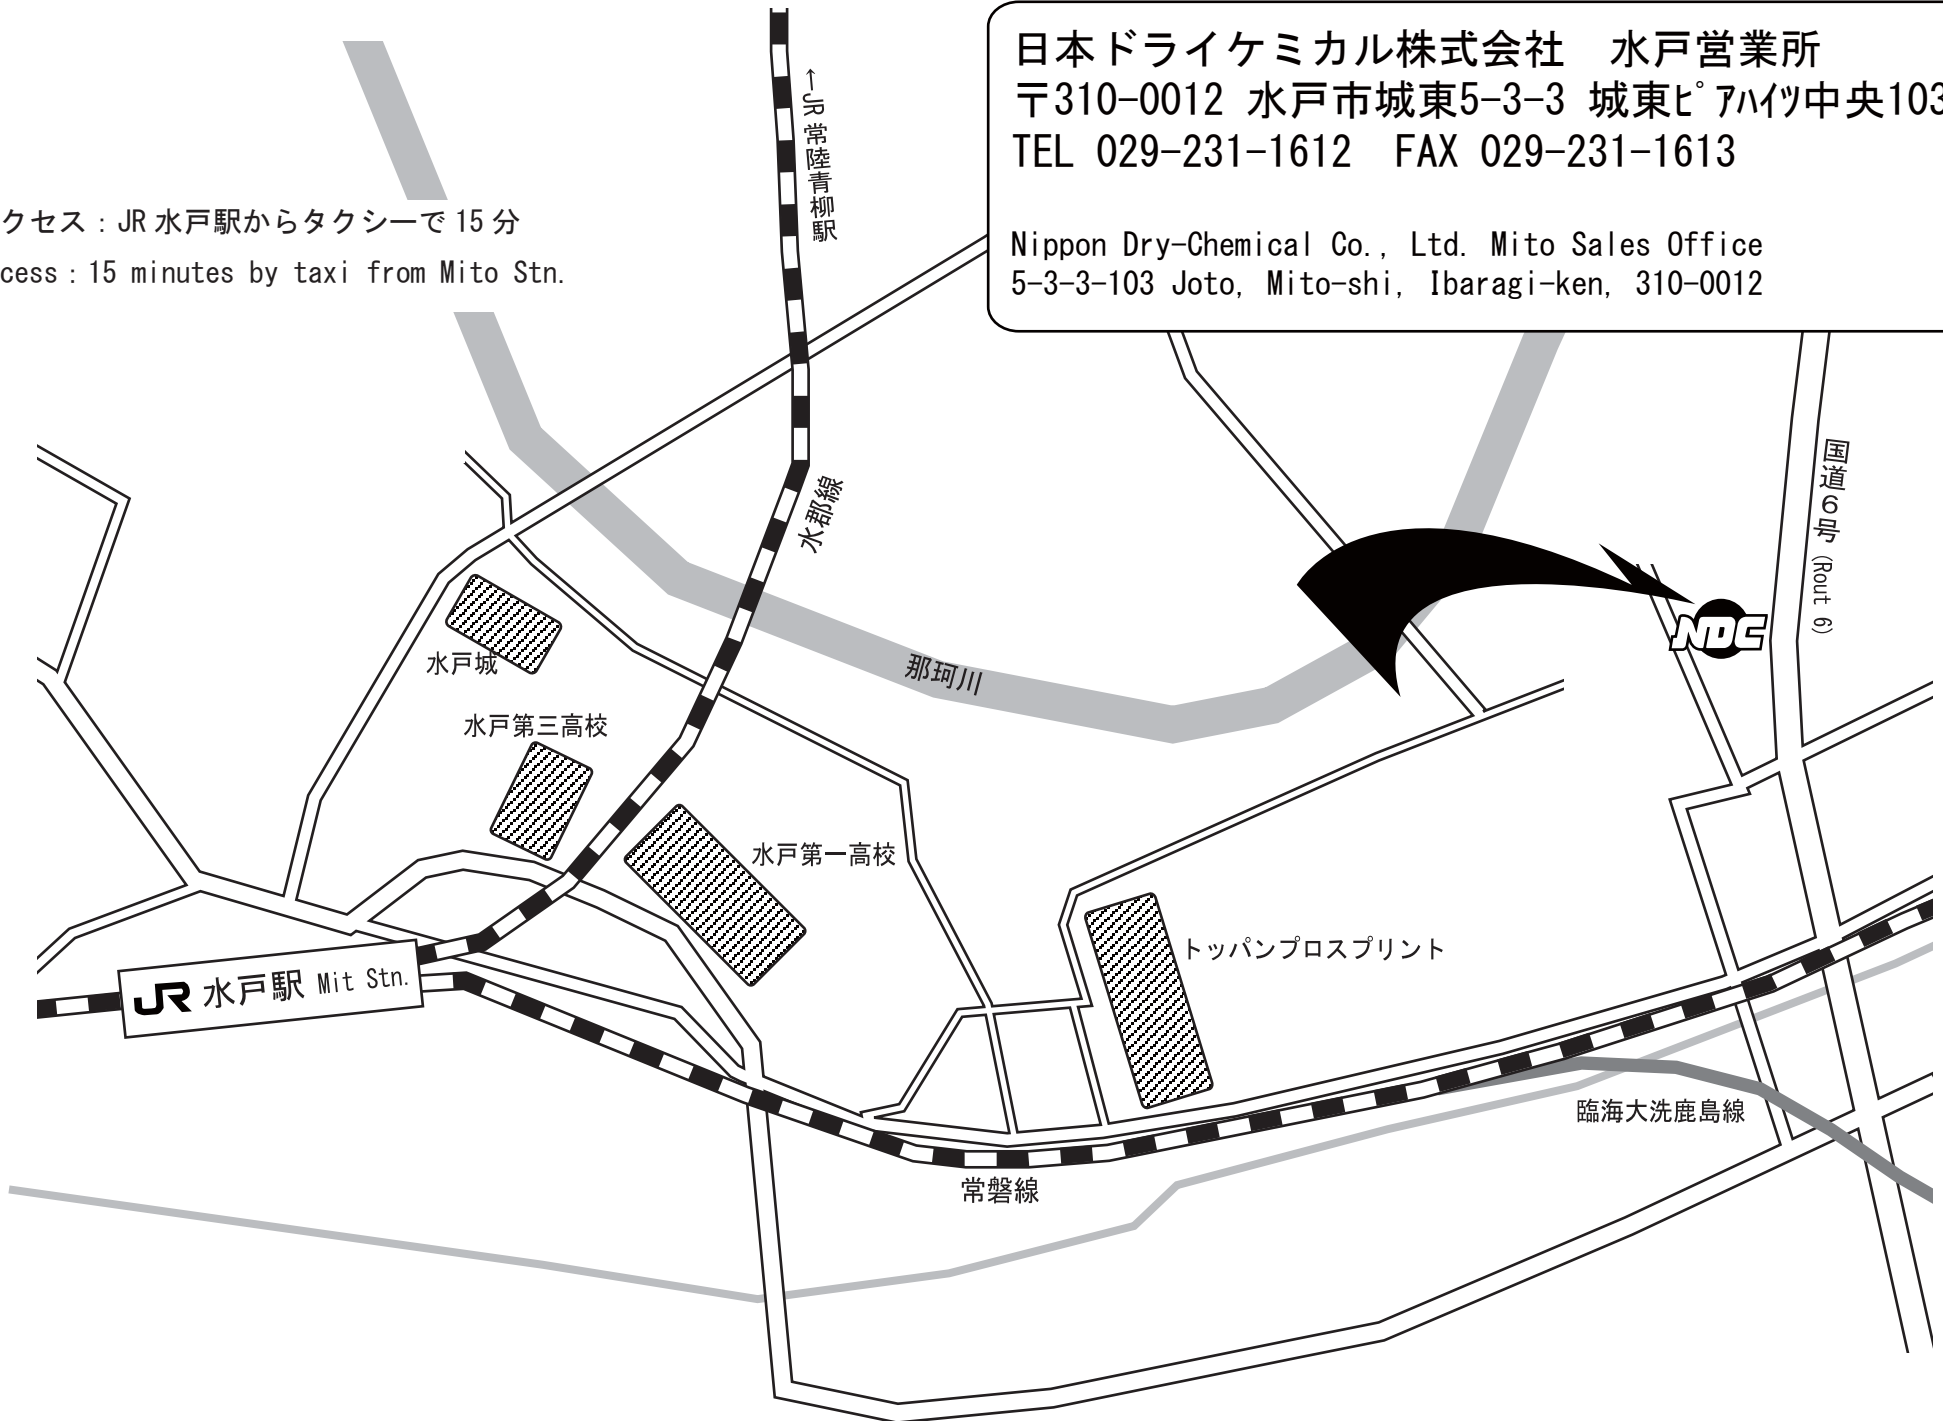 日本ドライケミカル株式会社　水戸営業所
〒310-0012 水戸市城東5-3-3 城東ﾋﾟｱﾊｲﾂ中央103
TEL 029-231-1612　FAX 029-231-1613
Nippon Dry-Chemical Co., Ltd. Mito Sales Office
5-3-3-103 Joto, Mito-shi, Ibaragi-ken, 310-0012
←JR 常陸青柳駅
クセス：JR 水戸駅からタクシーで 15 分
cess：15 minutes by taxi from Mito Stn.
国道6号 (Rout 6)
水郡線
NDC
水戸城
那珂川
水戸第三高校
水戸第一高校
トッパンプロスプリント
JR 水戸駅 Mit Stn.
臨海大洗鹿島線
常磐線